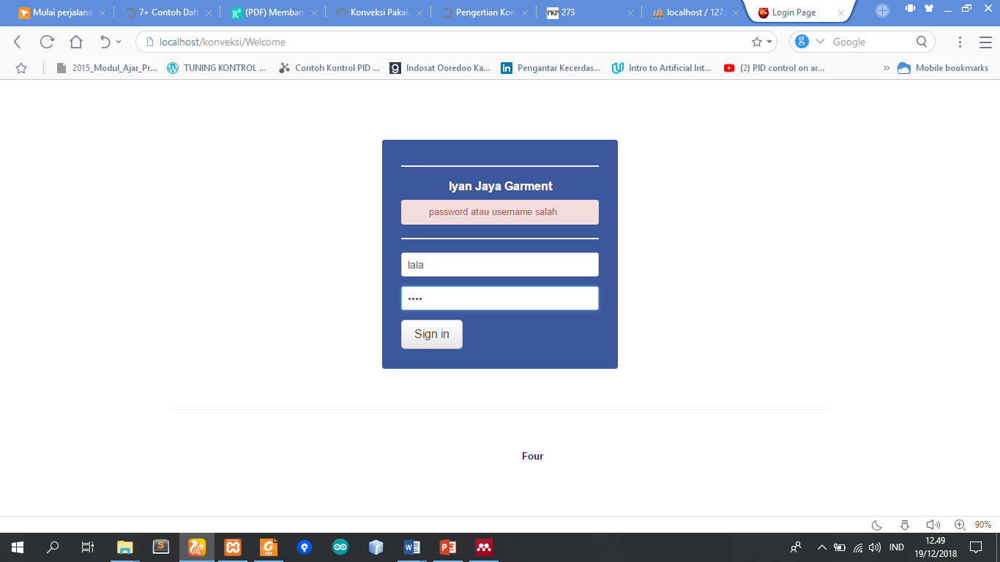 Mulai perjalana
7+ Contoh Daft
(PDF) Memban
Konveksi Pakai
Pengertian Kon
PKP 273
localhost / 127.
Login Page
localhost/konveksi/Welcome
g Google
2015_Modul_Ajar_Pr...
TUNING KONTROL ...
Contoh Kontrol PID ...
Indosat Ooredoo Ka...
Pengantar Kecerdas...
Intro to Artificial Int...
(2) PID control on ar...
» Mobile bookmarks
Iyan Jaya Garment
password atau username salah
lala
••••
Sign in
Four
90%
IND
12.49
19/12/2018